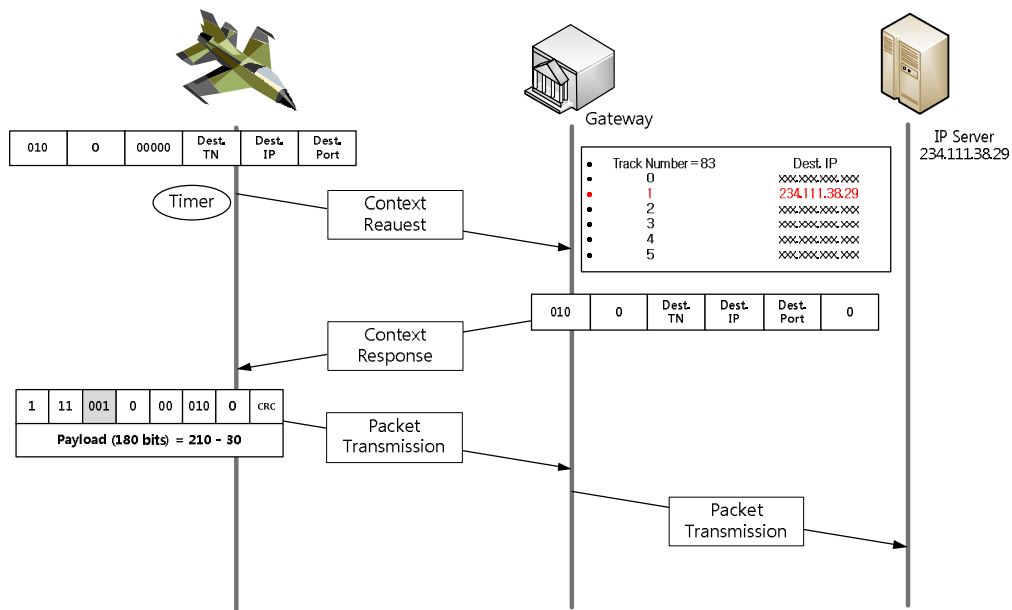 Gateway
IP Server
234.111.38.29
010 0 00000 Dest. TN Dest. IP Dest. Port
Track Number = 83 Dest. IP
0 xxx.xxx.xxx.xxx
1 234.111.38.29
2 xxx.xxx.xxx.xxx
3 xxx.xxx.xxx.xxx
4 xxx.xxx.xxx.xxx
5 xxx.xxx.xxx.xxx
Timer
Context
Reauest
010 0 Dest. TN Dest. IP Dest. Port 0
Context
Response
1 11 001 0 00 010 0 CRC
Payload (180 bits) = 210 - 30
Packet
Transmission
Packet
Transmission